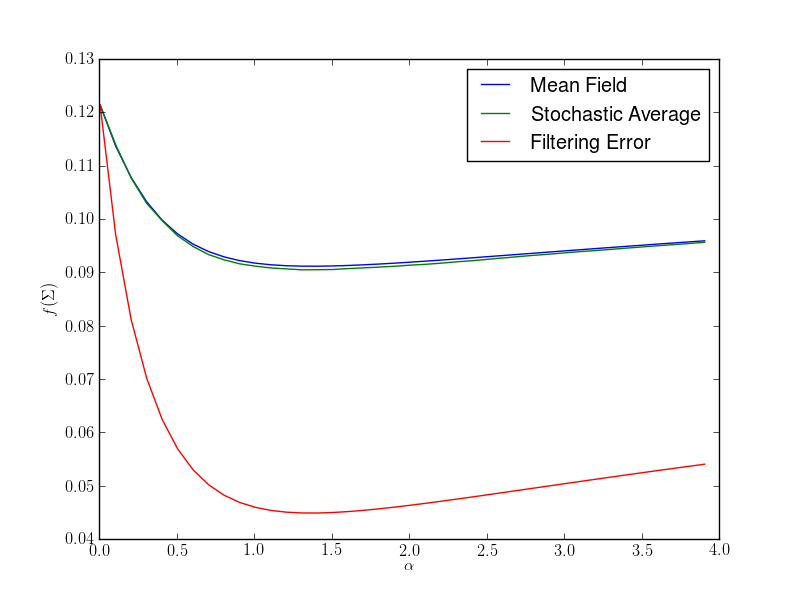 0.13
0.12
0.11
0.10
0.09
0.08
0.07
0.06
0.05
0.04
f(Σ)
Mean Field
Stochastic Average
Filtering Error
0.0 0.5 1.0 1.5 2.0 2.5 3.0 3.5 4.0
α